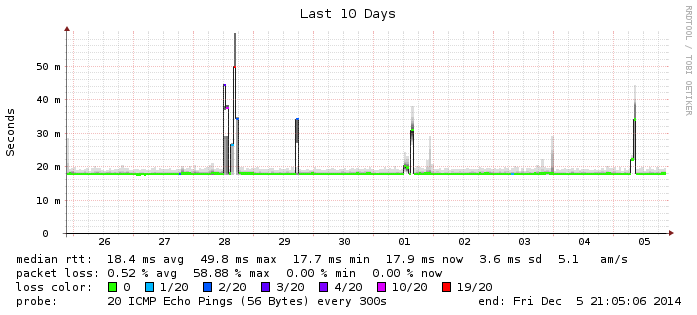 Last 10 Days
RRDTOOL / TOBI OETIKER
Seconds
50 m
40 m
30 m
20 m
10 m
0
26 27 28 29 30 01 02 03 04 05
median rtt: 18.4 ms avg 49.8 ms max 17.7 ms min 17.9 ms now 3.6 ms sd 5.1 am/s
packet loss: 0.52 % avg 58.88 % max 0.00 % min 0.00 % now
loss color: 0 1/20 2/20 3/20 4/20 10/20 19/20
probe: 20 ICMP Echo Pings (56 Bytes) every 300s end: Fri Dec 5 21:05:06 2014